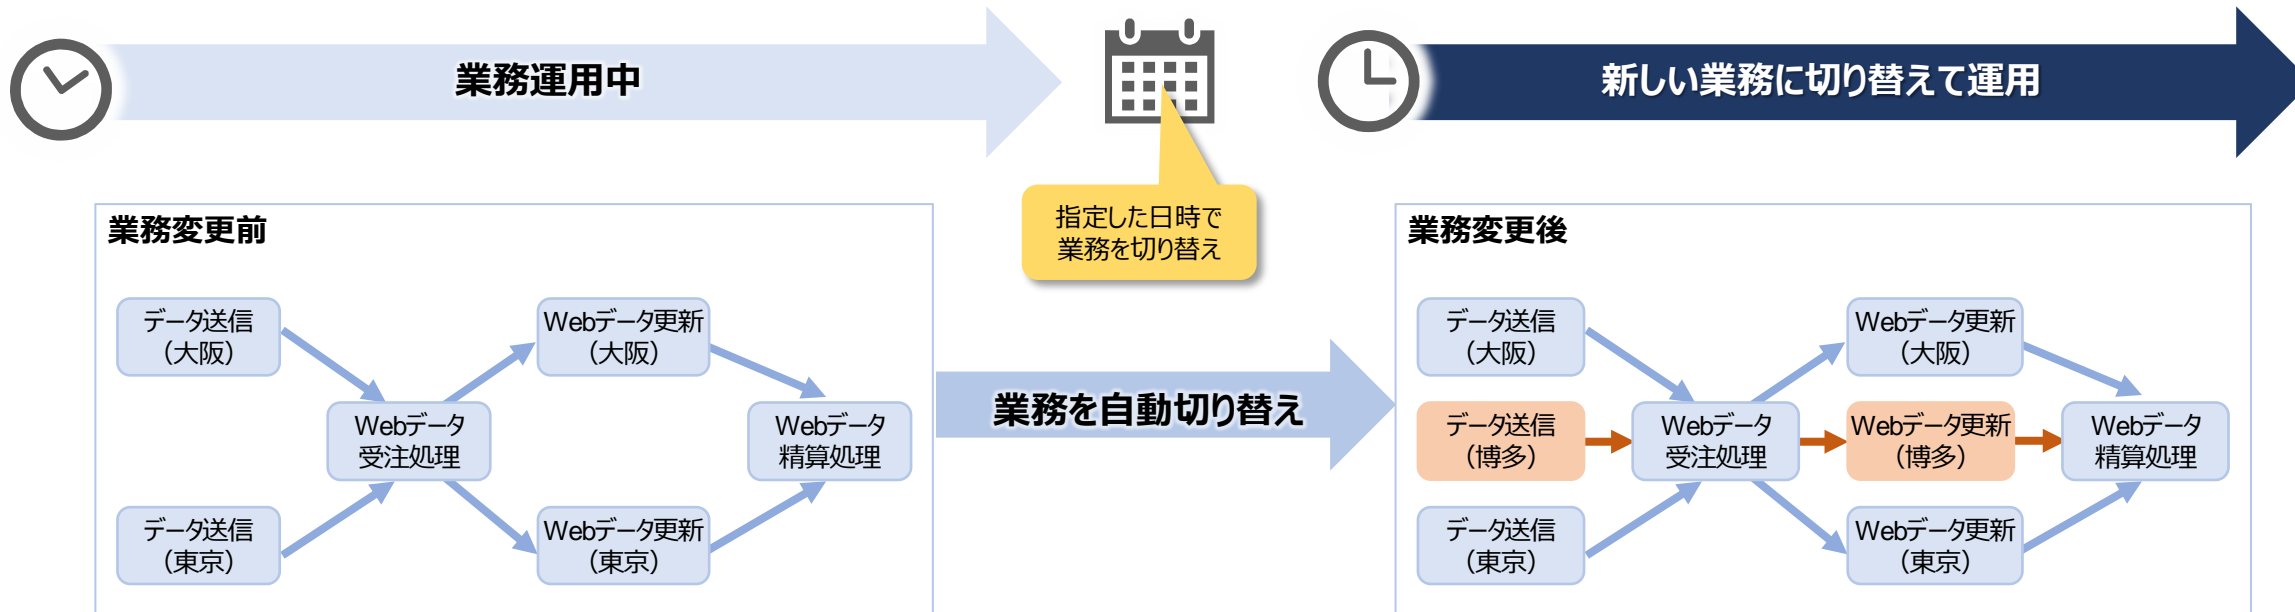 業務運用中
新しい業務に切り替えて運用
指定した日時で
業務を切り替え
業務変更前
データ送信
（大阪）
Webデータ更新
（大阪）
Webデータ
受注処理
Webデータ
精算処理
データ送信
（東京）
Webデータ更新
（東京）
業務を自動切り替え
業務変更後
データ送信
（大阪）
Webデータ更新
（大阪）
データ送信
（博多）
Webデータ
受注処理
Webデータ更新
（博多）
Webデータ
精算処理
データ送信
（東京）
Webデータ更新
（東京）